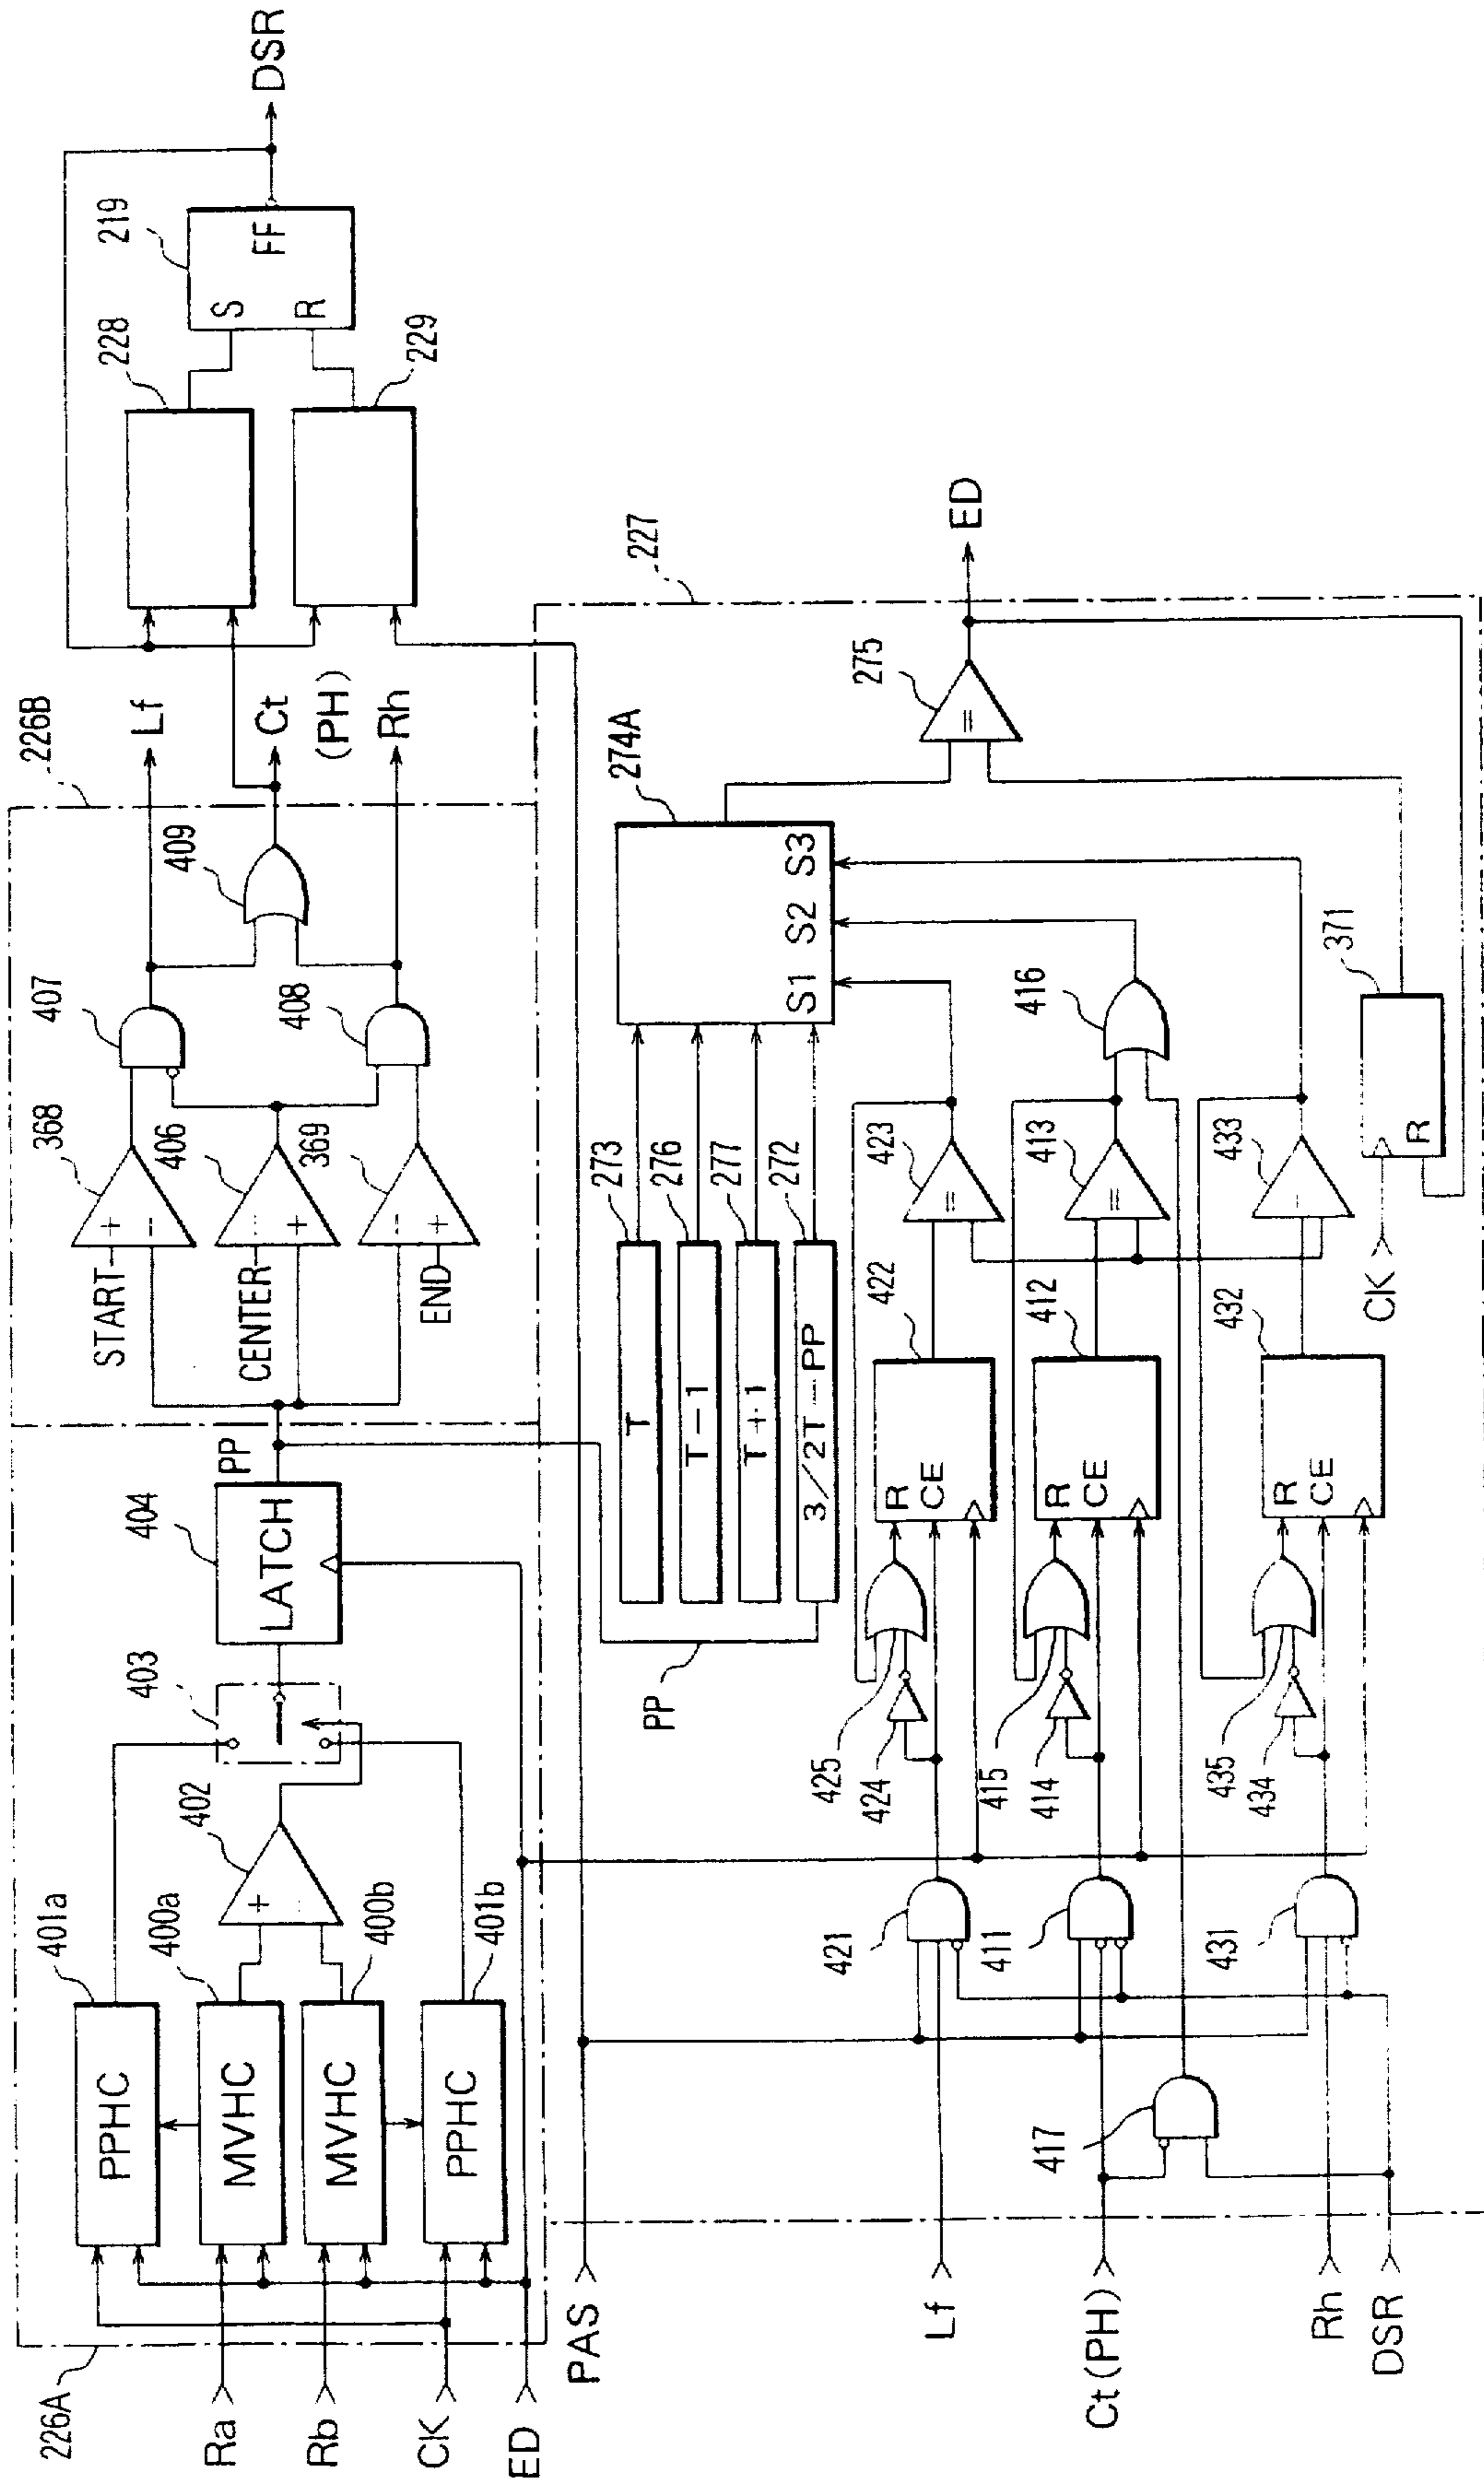 226A
Ra
Rb
CK
ED
401a
PPHC
400a
MVHC
MVHC
400b
PPHC
401b
402
+
403
404
LATCH
PP
226B
START
CENTER
END
368
+
−
406
+
369
−
+
407
408
409
Lf
Ct
(PH)
Rh
228
229
219
S
R
FF
DSR
PAS
Lf
Ct (PH)
Rh
DSR
PP
227
T
273
T−1
276
T+1
277
3/2T−PP
272
274A
S1
S2
S3
275
=
ED
421
411
431
417
425
424
415
414
435
434
422
R
CE
412
R
CE
432
R
CE
423
=
413
=
433
416
CK
371
R